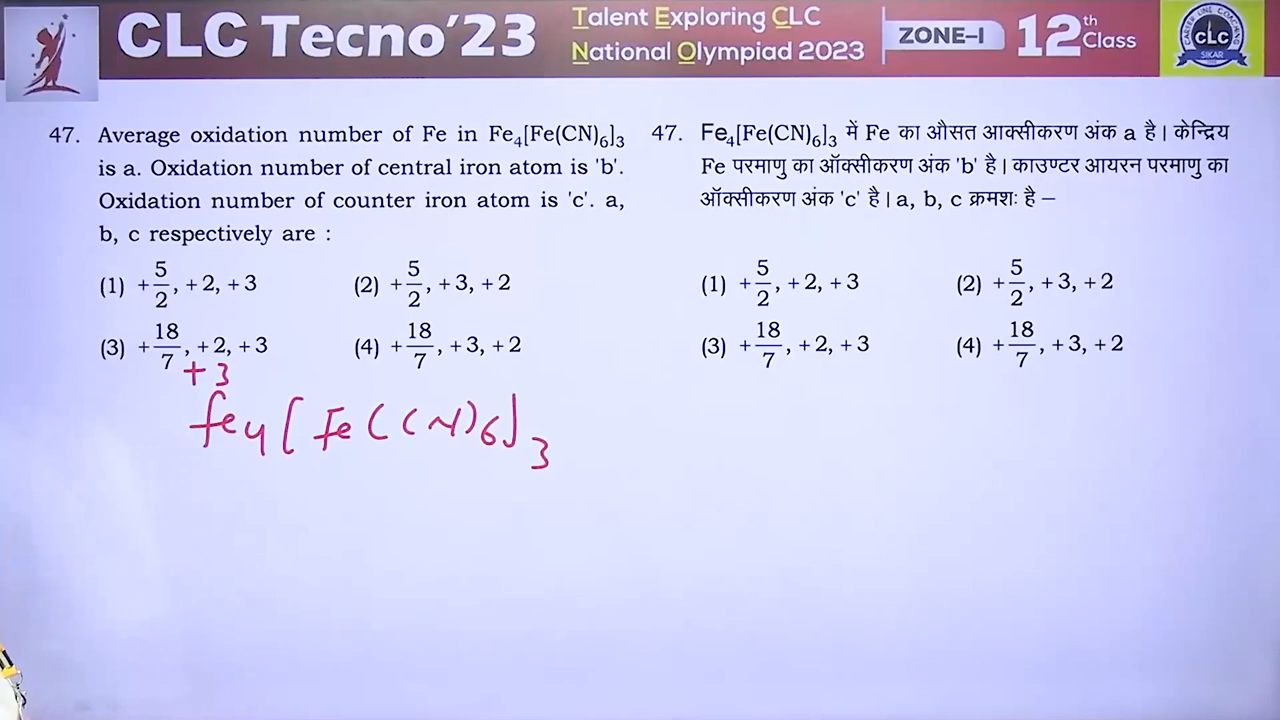 CLC Tecno'23
Talent Exploring CLC
National Olympiad 2023
ZONE–I
12th Class
CAREER LINE COACHING
CLC
SIKAR
47. Average oxidation number of Fe in Fe₄[Fe(CN)₆]₃
is a. Oxidation number of central iron atom is 'b'.
Oxidation number of counter iron atom is 'c'. a,
b, c respectively are :
(1) +5/2, +2, +3 (2) +5/2, +3, +2
(3) +18/7, +2, +3 (4) +18/7, +3, +2
47. Fe₄[Fe(CN)₆]₃ में Fe का औसत आक्सीकरण अंक a है। केन्द्रिय
Fe परमाणु का ऑक्सीकरण अंक 'b' है। काउण्टर आयरन परमाणु का
ऑक्सीकरण अंक 'c' है। a, b, c क्रमशः है –
(1) +5/2, +2, +3 (2) +5/2, +3, +2
(3) +18/7, +2, +3 (4) +18/7, +3, +2
+3
Fe₄[Fe(CN)₆]₃